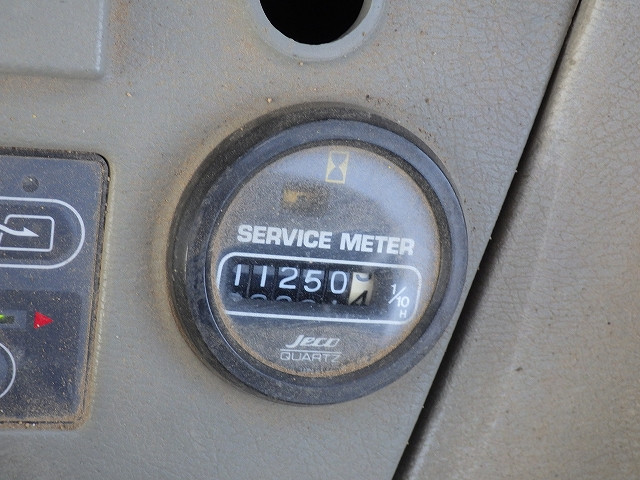 SERVICE METER
11250
1/10
H
Jeco
QUARTZ